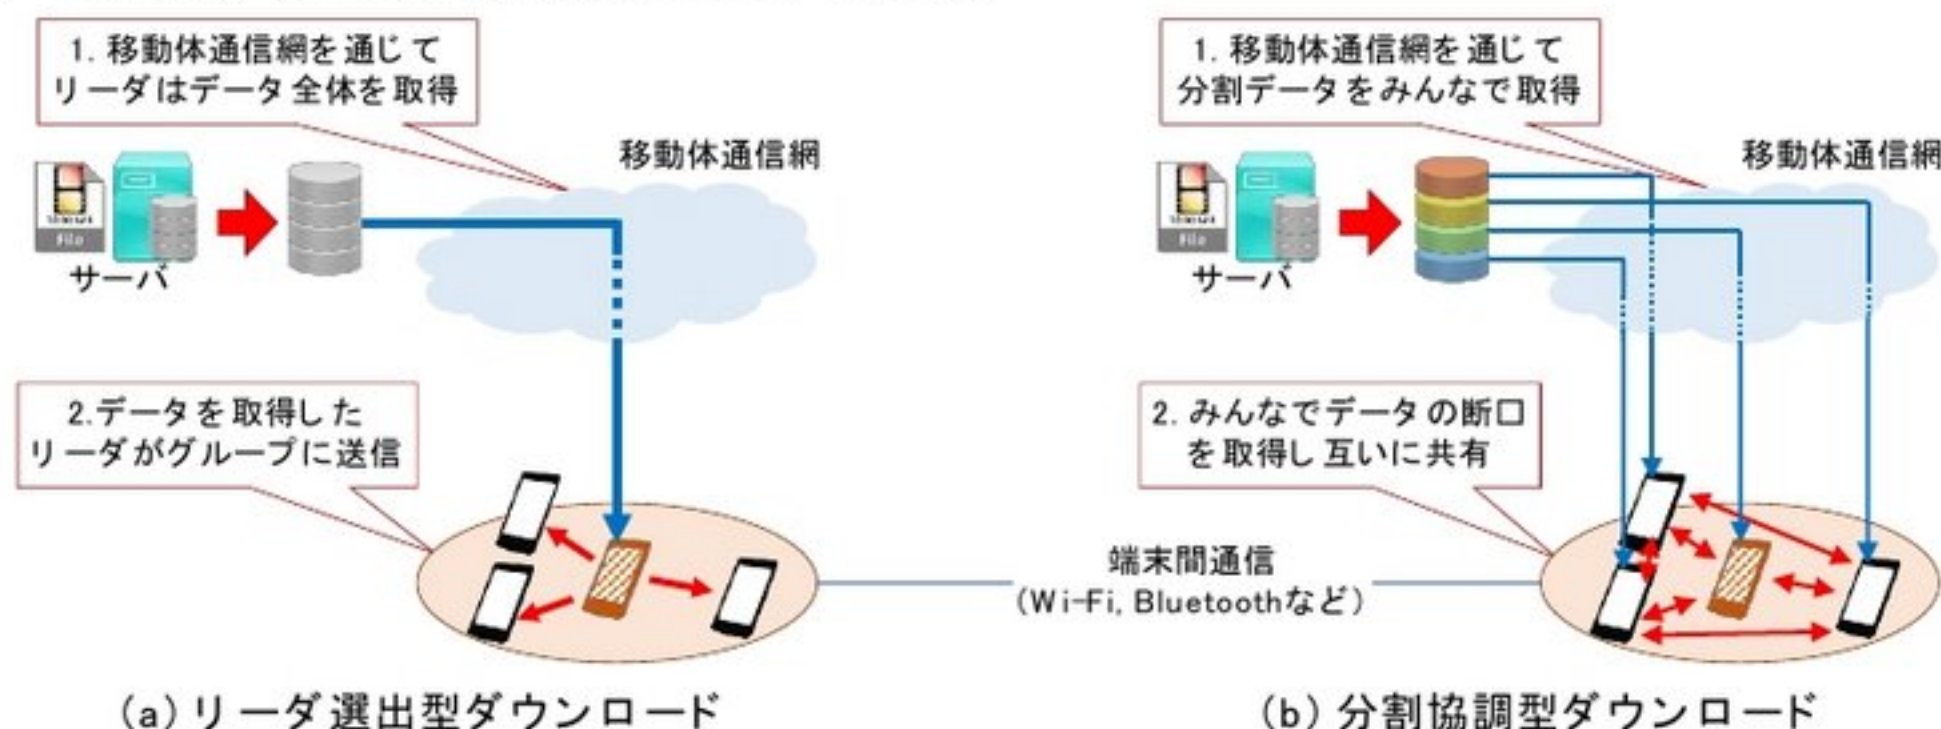 1. 移動体通信網を通じて
リーダはデータ全体を取得
移動体通信網
File
サーバ
2.データを取得した
リーダがグループに送信
(a) リーダ選出型ダウンロード
端末間通信
(Wi-Fi, Bluetoothなど)
1. 移動体通信網を通じて
分割データをみんなで取得
移動体通信網
File
サーバ
2. みんなでデータの断口
を取得し互いに共有
(b) 分割協調型ダウンロード